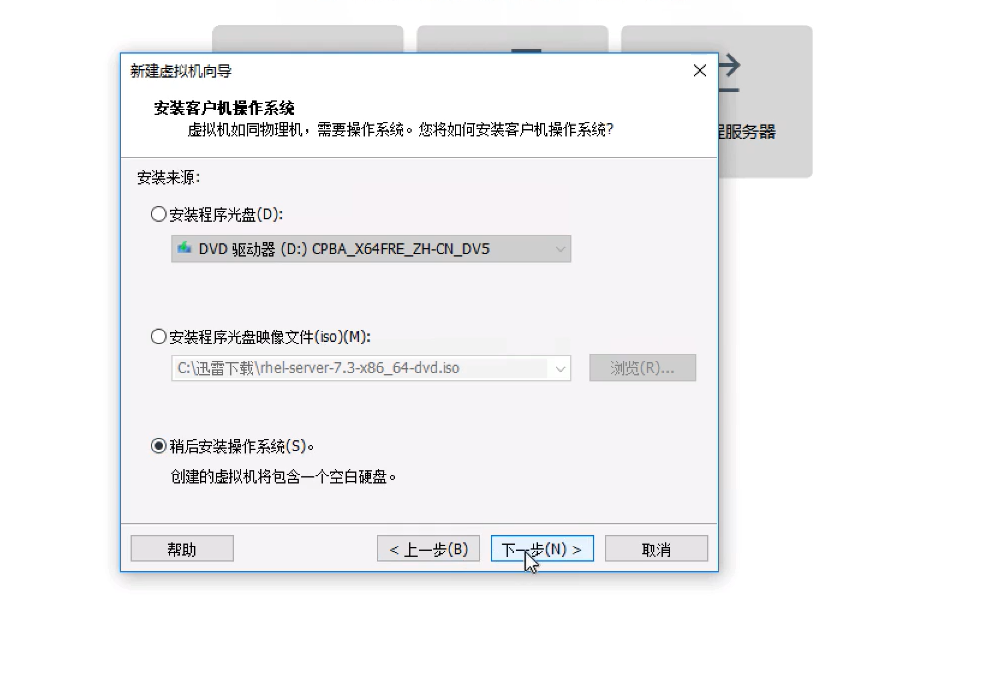 新建虚拟机向导
安装客户机操作系统
虚拟机如同物理机，需要操作系统。您将如何安装客户机操作系统?
服务器
安装来源:
安装程序光盘(D):
DVD 驱动器 (D:) CPBA_X64FRE_ZH-CN_DV5
安装程序光盘映像文件(iso)(M):
C:\迅雷下载\rhel-server-7.3-x86_64-dvd.iso
浏览(R)...
稍后安装操作系统(S)。
创建的虚拟机将包含一个空白硬盘。
帮助
< 上一步(B)
下一步(N) >
取消